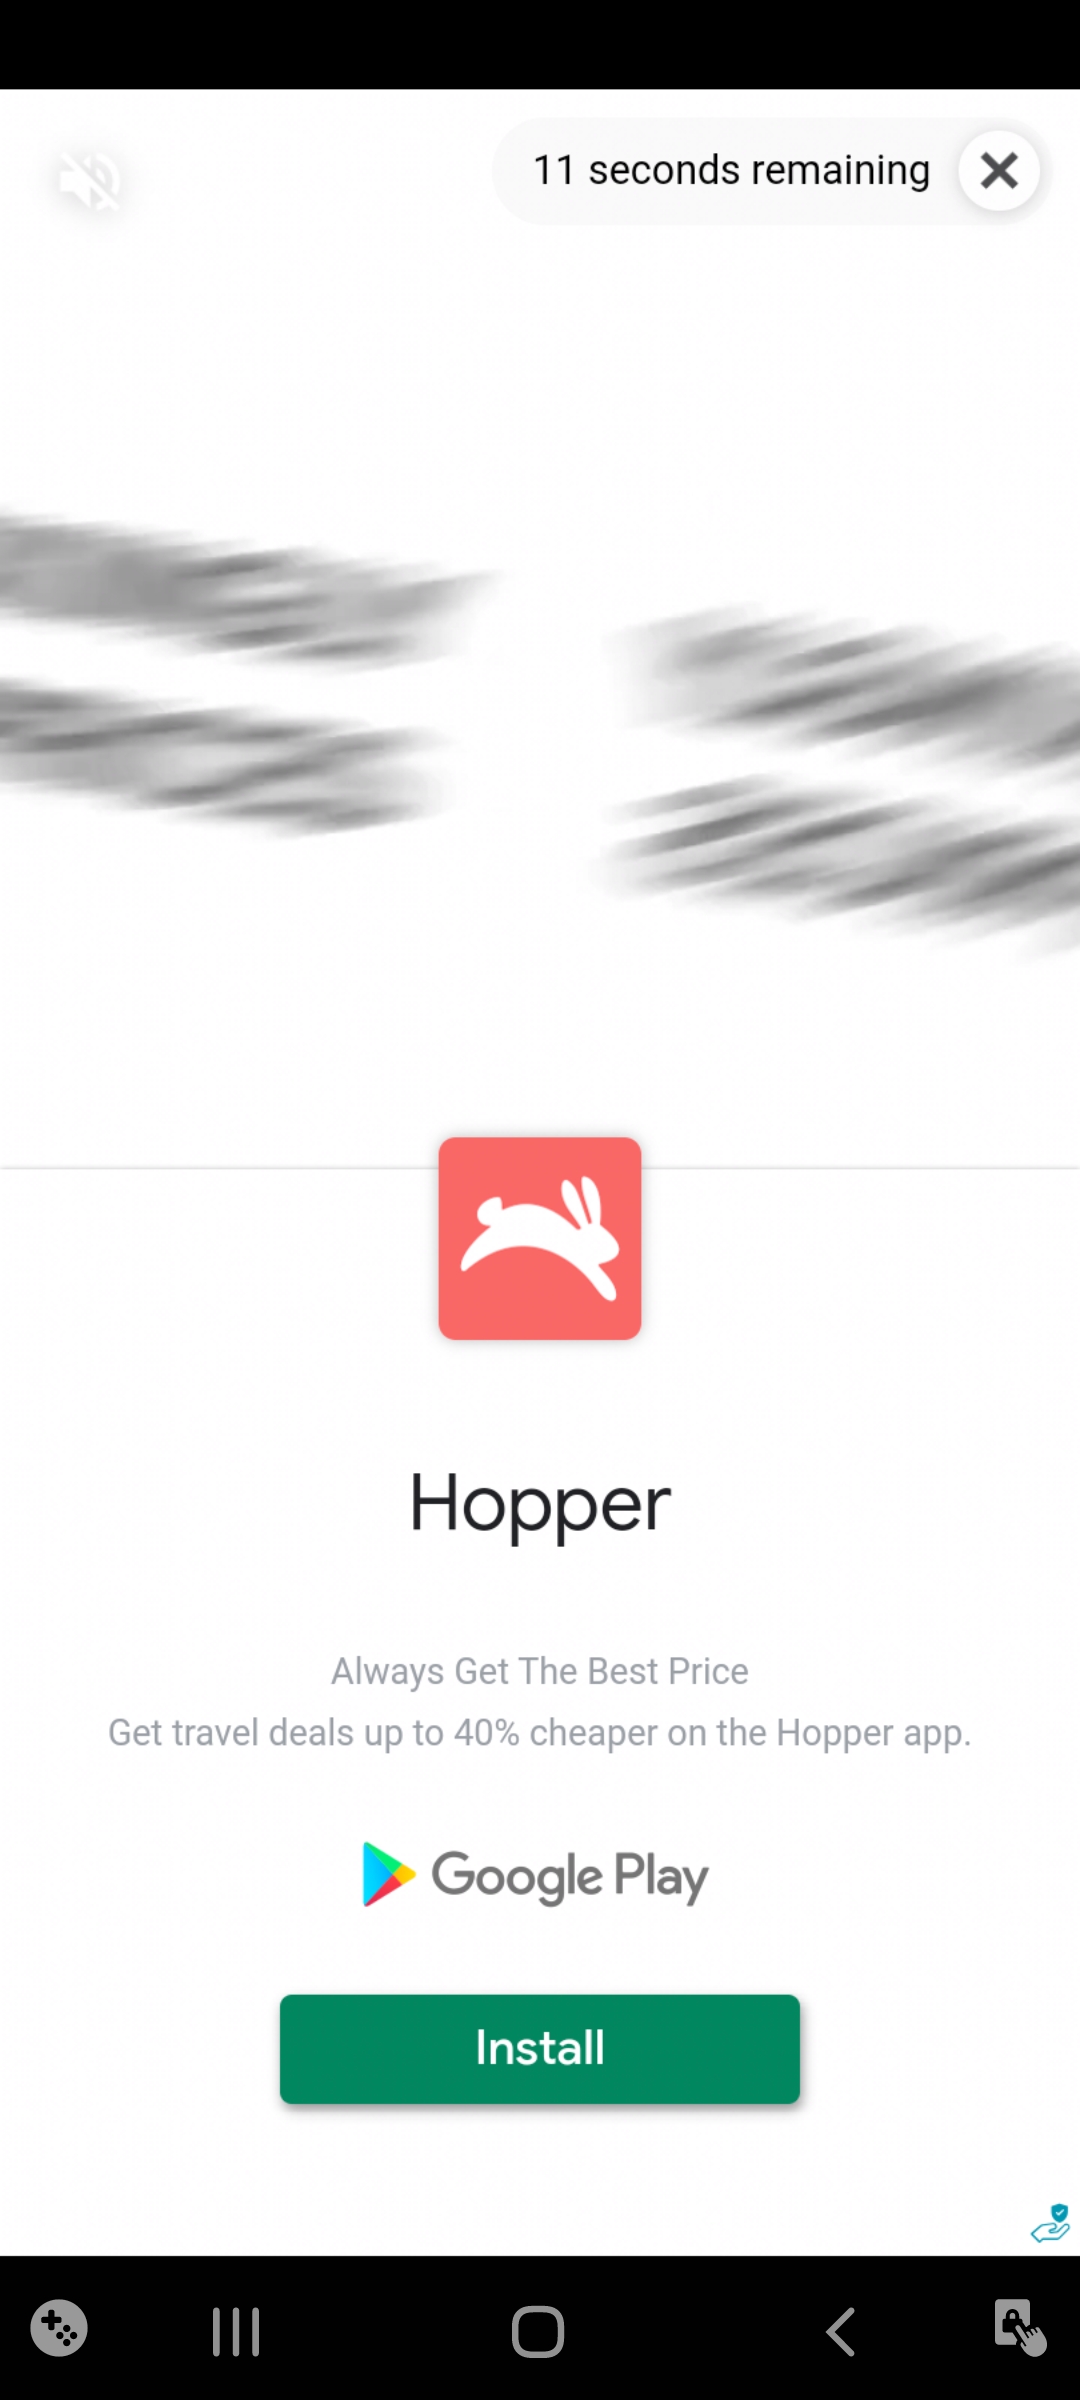 11 seconds remaining
Hopper
Always Get The Best Price
Get travel deals up to 40% cheaper on the Hopper app.
Google Play
Install